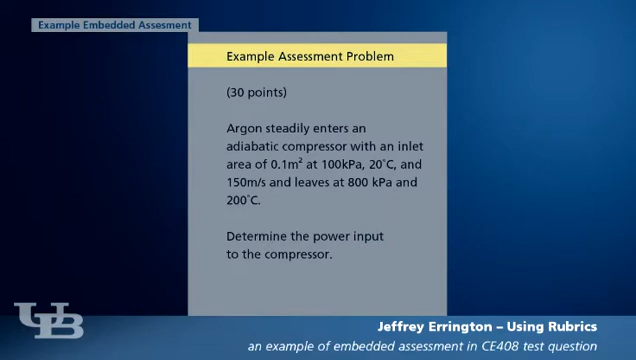 Example Embedded Assesment
Example Assessment Problem
(30 points)
Argon steadily enters an
adiabatic compressor with an inlet
area of 0.1m² at 100kPa, 20˚C, and
150m/s and leaves at 800 kPa and
200˚C.
Determine the power input
to the compressor.
UB
Jeffrey Errington – Using Rubrics
an example of embedded assessment in CE408 test question